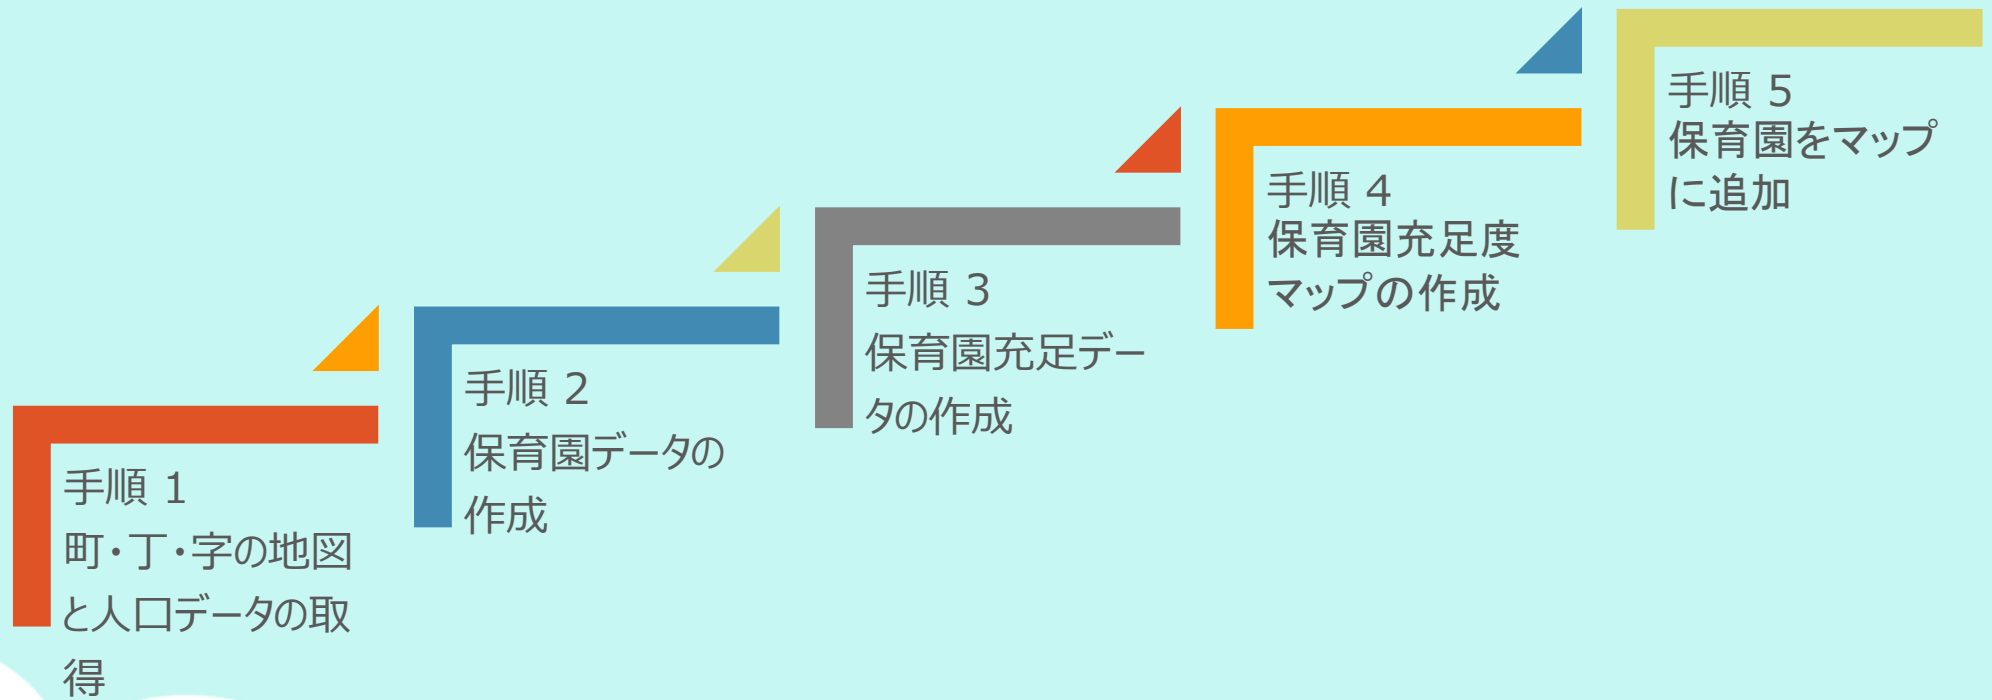 手順 1
町・丁・字の地図
と人口データの取
得
手順 2
保育園データの
作成
手順 3
保育園充足デー
タの作成
手順 4
保育園充足度
マップの作成
手順 5
保育園をマップ
に追加